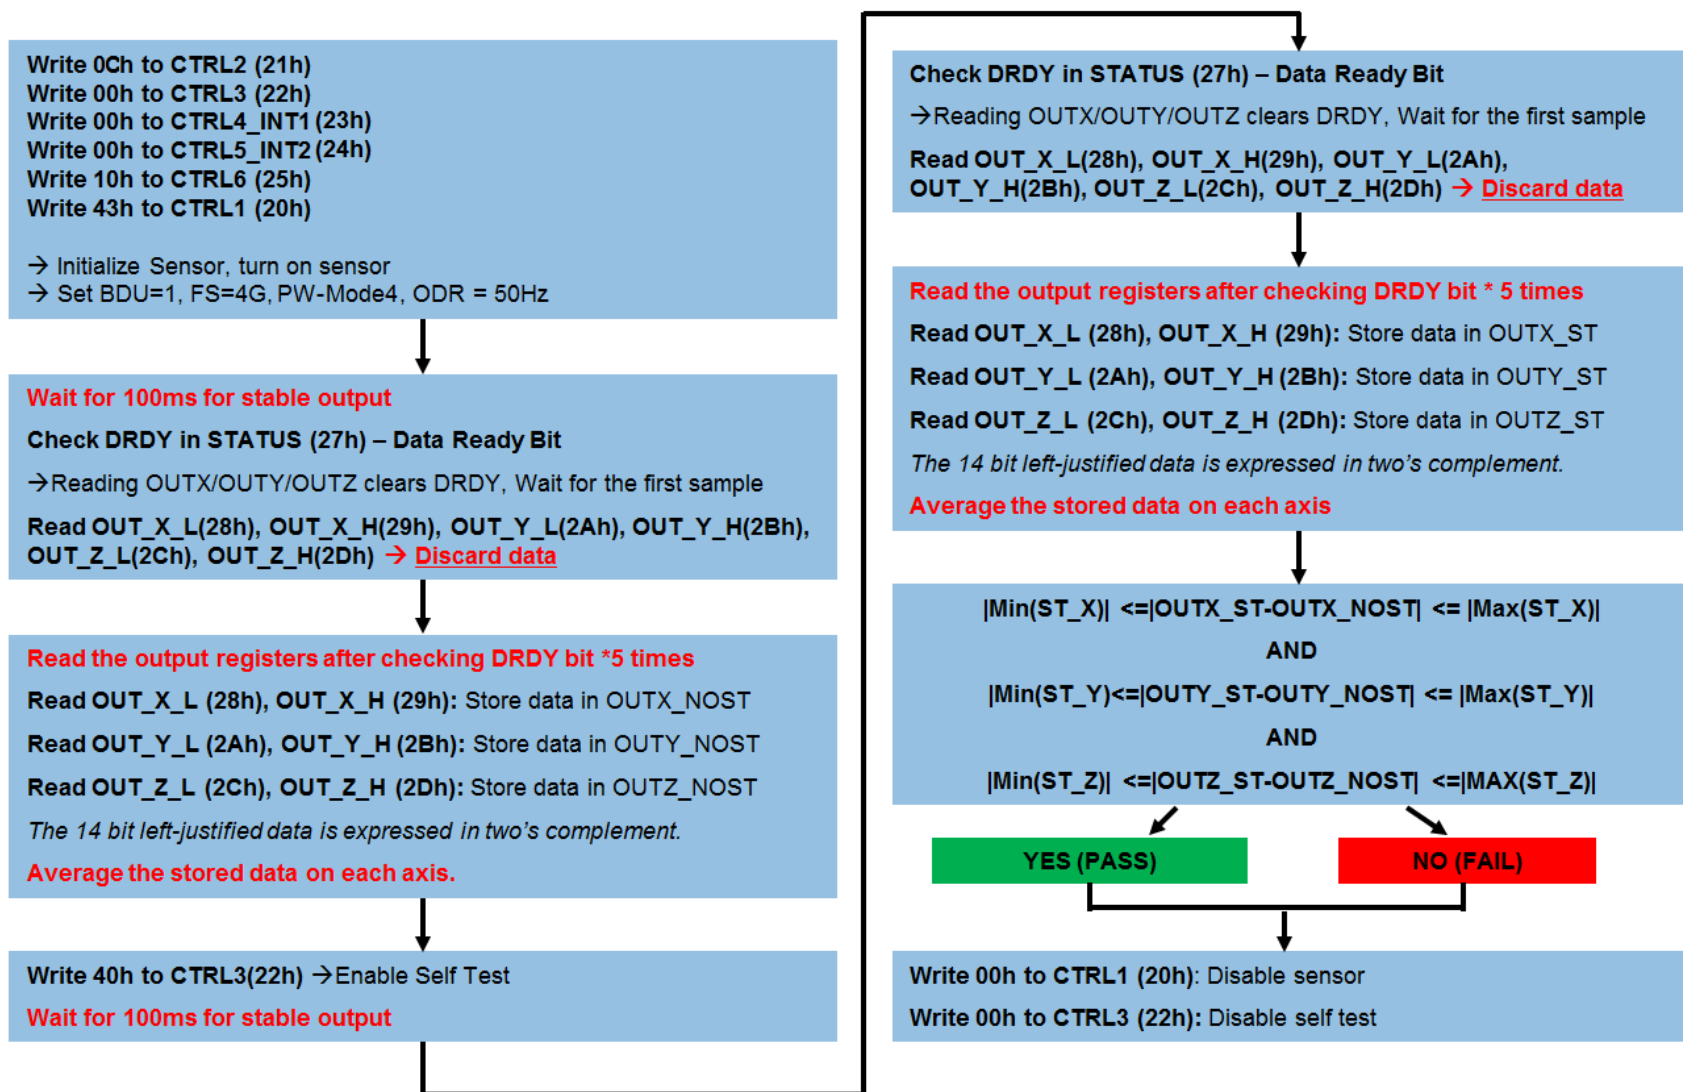 Write 0Ch to CTRL2 (21h)
Write 00h to CTRL3 (22h)
Write 00h to CTRL4_INT1 (23h)
Write 00h to CTRL5_INT2 (24h)
Write 10h to CTRL6 (25h)
Write 43h to CTRL1 (20h)
→ Initialize Sensor, turn on sensor
→ Set BDU=1, FS=4G, PW-Mode4, ODR = 50Hz
Wait for 100ms for stable output
Check DRDY in STATUS (27h) – Data Ready Bit
→Reading OUTX/OUTY/OUTZ clears DRDY, Wait for the first sample
Read OUT_X_L(28h), OUT_X_H(29h), OUT_Y_L(2Ah), OUT_Y_H(2Bh),
OUT_Z_L(2Ch), OUT_Z_H(2Dh) → Discard data
Read the output registers after checking DRDY bit *5 times
Read OUT_X_L (28h), OUT_X_H (29h): Store data in OUTX_NOST
Read OUT_Y_L (2Ah), OUT_Y_H (2Bh): Store data in OUTY_NOST
Read OUT_Z_L (2Ch), OUT_Z_H (2Dh): Store data in OUTZ_NOST
The 14 bit left-justified data is expressed in two's complement.
Average the stored data on each axis.
Write 40h to CTRL3(22h) →Enable Self Test
Wait for 100ms for stable output
Check DRDY in STATUS (27h) – Data Ready Bit
→Reading OUTX/OUTY/OUTZ clears DRDY, Wait for the first sample
Read OUT_X_L(28h), OUT_X_H(29h), OUT_Y_L(2Ah),
OUT_Y_H(2Bh), OUT_Z_L(2Ch), OUT_Z_H(2Dh) → Discard data
Read the output registers after checking DRDY bit * 5 times
Read OUT_X_L (28h), OUT_X_H (29h): Store data in OUTX_ST
Read OUT_Y_L (2Ah), OUT_Y_H (2Bh): Store data in OUTY_ST
Read OUT_Z_L (2Ch), OUT_Z_H (2Dh): Store data in OUTZ_ST
The 14 bit left-justified data is expressed in two's complement.
Average the stored data on each axis
|Min(ST_X)| <=|OUTX_ST-OUTX_NOST| <= |Max(ST_X)|
AND
|Min(ST_Y)<=|OUTY_ST-OUTY_NOST| <= |Max(ST_Y)|
AND
|Min(ST_Z)| <=|OUTZ_ST-OUTZ_NOST| <=|MAX(ST_Z)|
YES (PASS)
NO (FAIL)
Write 00h to CTRL1 (20h): Disable sensor
Write 00h to CTRL3 (22h): Disable self test